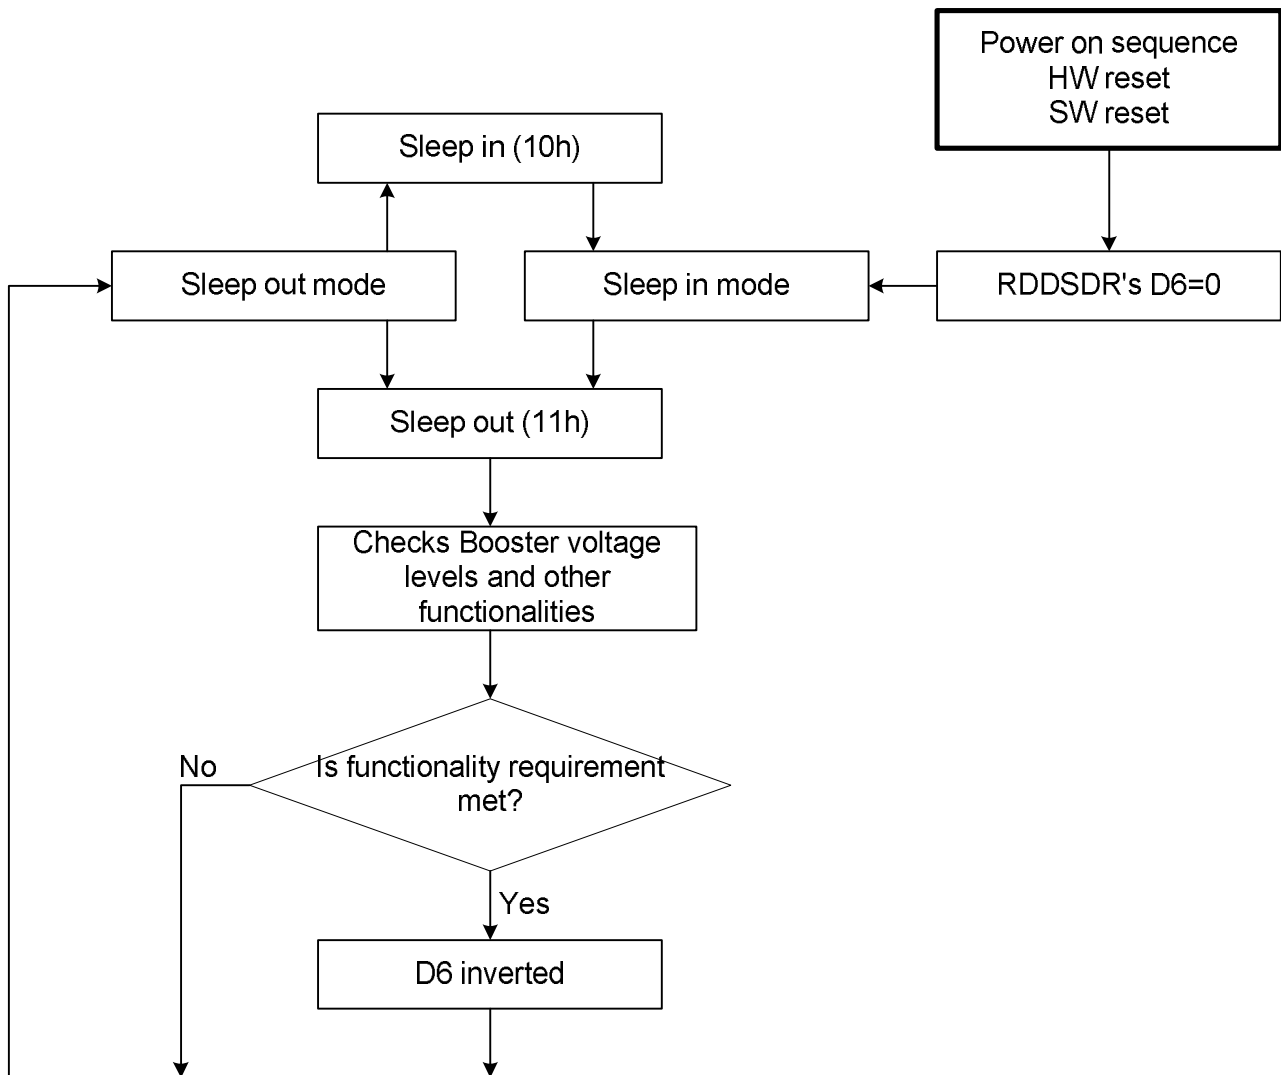 Power on sequence
HW reset
SW reset
Sleep in (10h)
Sleep out mode
Sleep in mode
RDDSDR's D6=0
Sleep out (11h)
Checks Booster voltage
levels and other
functionalities
No
Is functionality requirement
met?
Yes
D6 inverted